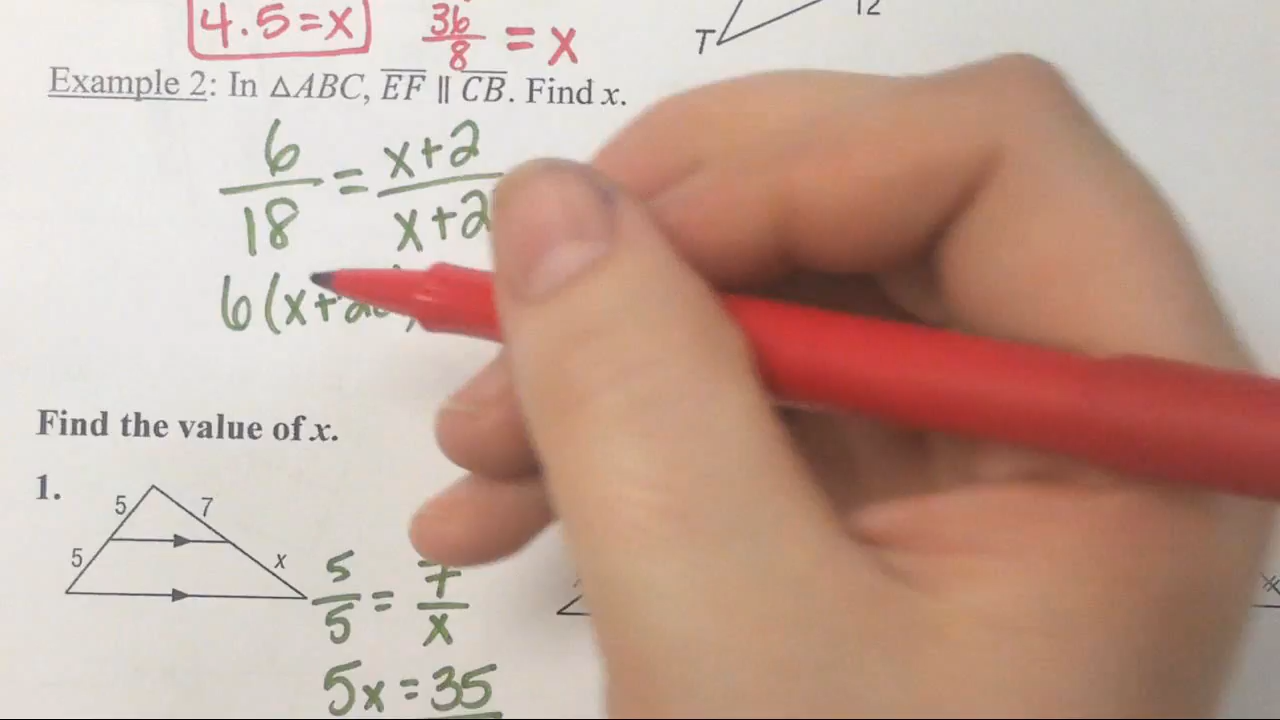 4.5=x 36/8 = x
T 12
Example 2: In △ABC, EF ∥ CB. Find x.
6/18 = x+2/x+2
6(x+
Find the value of x.
1.
5 7
5 x
5/5 = 7/x
5x=35